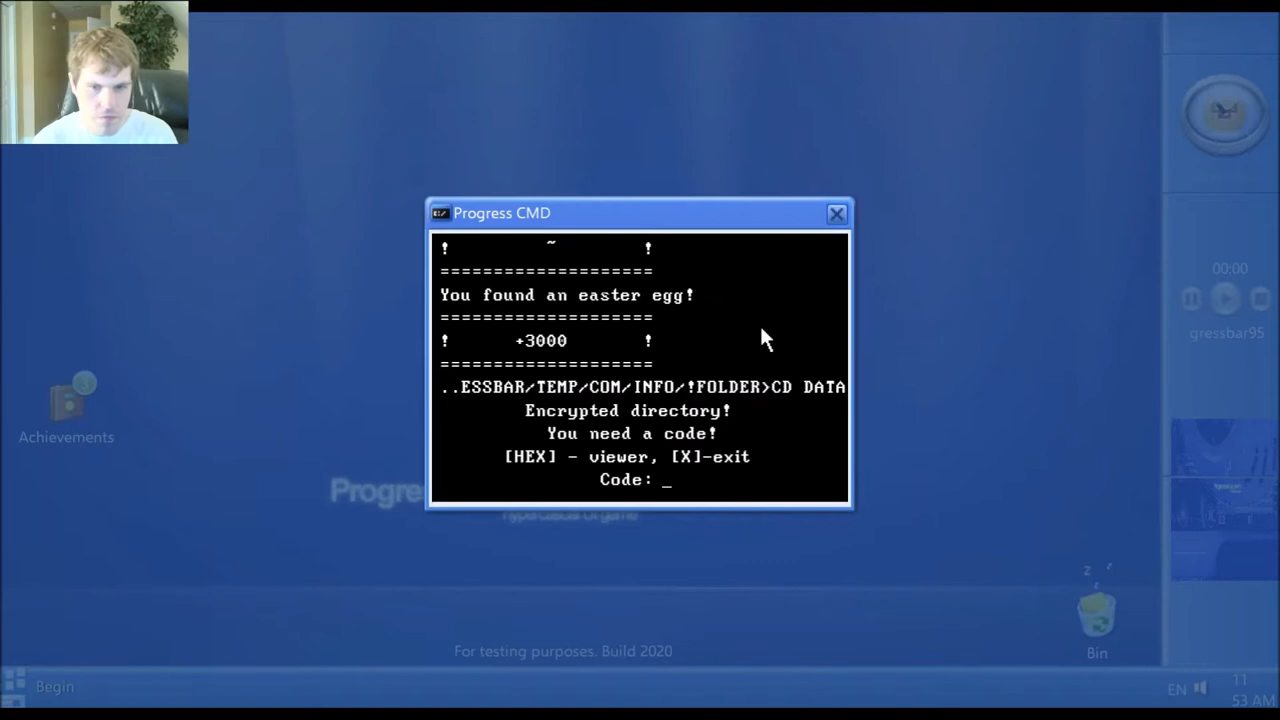 Progress CMD
! ~ !
====================
You found an easter egg!
====================
! +3000 !
====================
..ESSBAR/TEMP/COM/INFO/!FOLDER>CD DATA
Encrypted directory!
You need a code!
[HEX] - viewer, [X]-exit
Code: _
00:00
gressbar95
3
Achievements
Progre
z
Bin
For testing purposes. Build 2020
Begin
EN
11
53 AM